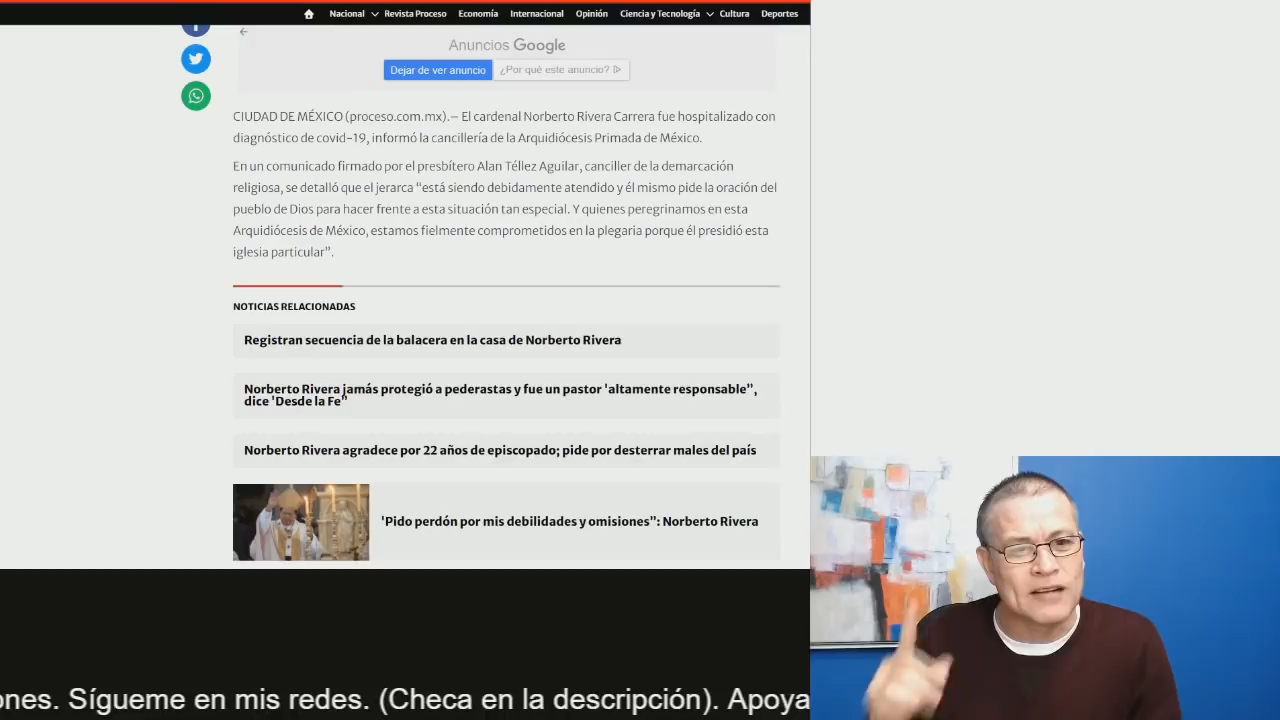 Nacional Revista Proceso Economía Internacional Opinión Ciencia y Tecnología Cultura Deportes
Anuncios Google
Dejar de ver anuncio ¿Por qué este anuncio?
CIUDAD DE MÉXICO (proceso.com.mx).– El cardenal Norberto Rivera Carrera fue hospitalizado con
diagnóstico de covid-19, informó la cancillería de la Arquidiócesis Primada de México.
En un comunicado firmado por el presbítero Alan Téllez Aguilar, canciller de la demarcación
religiosa, se detalló que el jerarca “está siendo debidamente atendido y él mismo pide la oración del
pueblo de Dios para hacer frente a esta situación tan especial. Y quienes peregrinamos en esta
Arquidiócesis de México, estamos fielmente comprometidos en la plegaria porque él presidió esta
iglesia particular”.
NOTICIAS RELACIONADAS
Registran secuencia de la balacera en la casa de Norberto Rivera
Norberto Rivera jamás protegió a pederastas y fue un pastor 'altamente responsable”,
dice 'Desde la Fe”
Norberto Rivera agradece por 22 años de episcopado; pide por desterrar males del país
'Pido perdón por mis debilidades y omisiones”: Norberto Rivera
ones. Sígueme en mis redes. (Checa en la descripción). Apoya